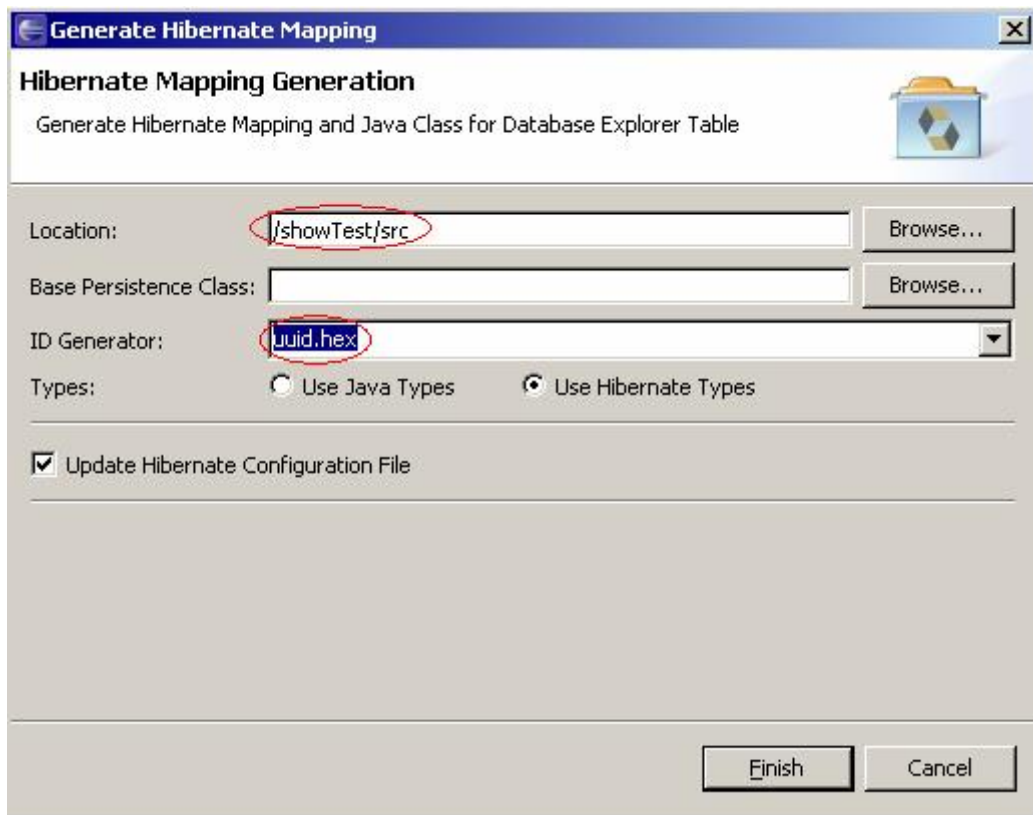 Generate Hibernate Mapping
Hibernate Mapping Generation
Generate Hibernate Mapping and Java Class for Database Explorer Table
Location: /showTest/src Browse...
Base Persistence Class: Browse...
ID Generator: uuid.hex
Types: Use Java Types Use Hibernate Types
Update Hibernate Configuration File
Finish Cancel